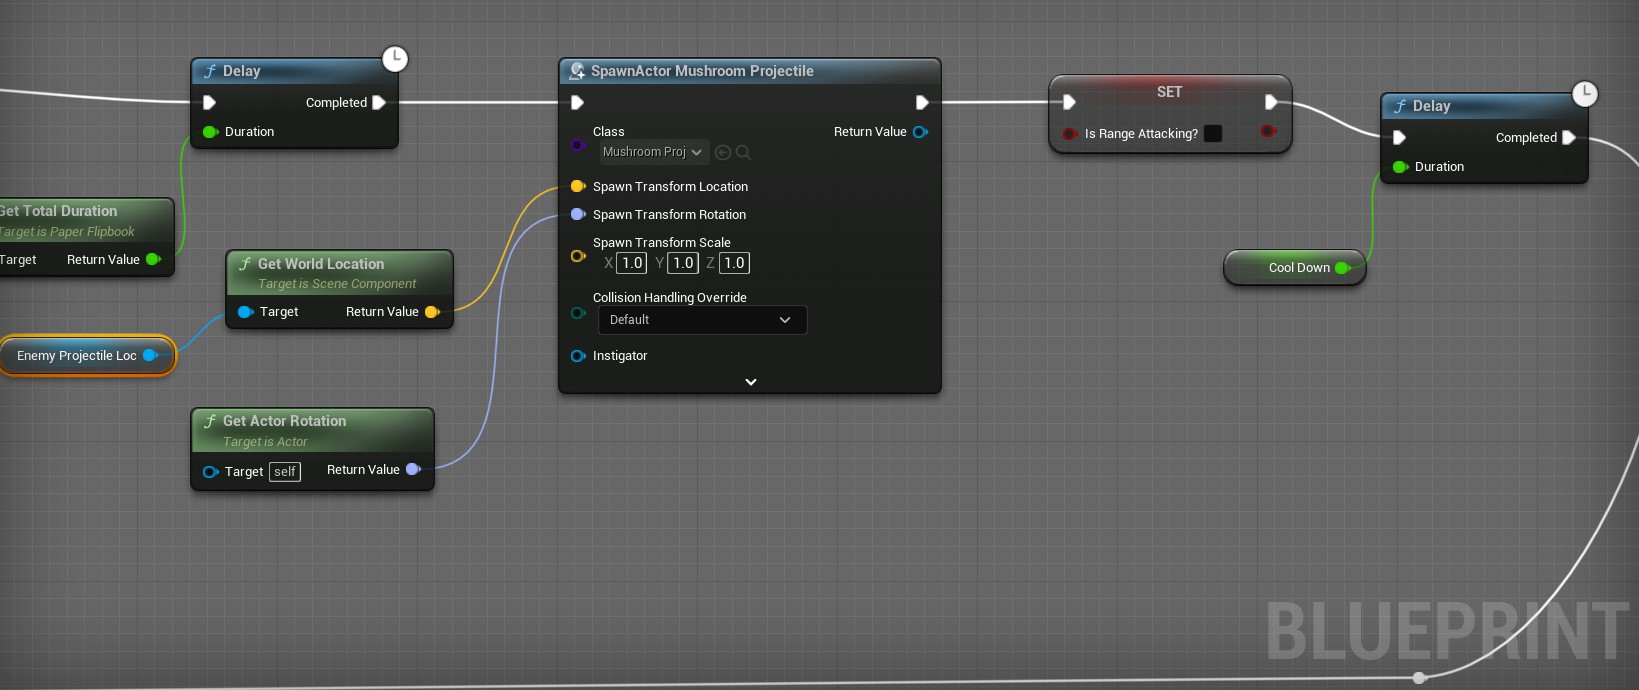 Delay
Completed
Duration
Get Total Duration
Target is Paper Flipbook
Target
Return Value
Enemy Projectile Loc
Get World Location
Target is Scene Component
Target
Return Value
Get Actor Rotation
Target is Actor
Target
self
Return Value
SpawnActor Mushroom Projectile
Class
Mushroom Proj
Return Value
Spawn Transform Location
Spawn Transform Rotation
Spawn Transform Scale
X 1.0 Y 1.0 Z 1.0
Collision Handling Override
Default
Instigator
SET
Is Range Attacking?
Delay
Completed
Duration
Cool Down
BLUEPRINT